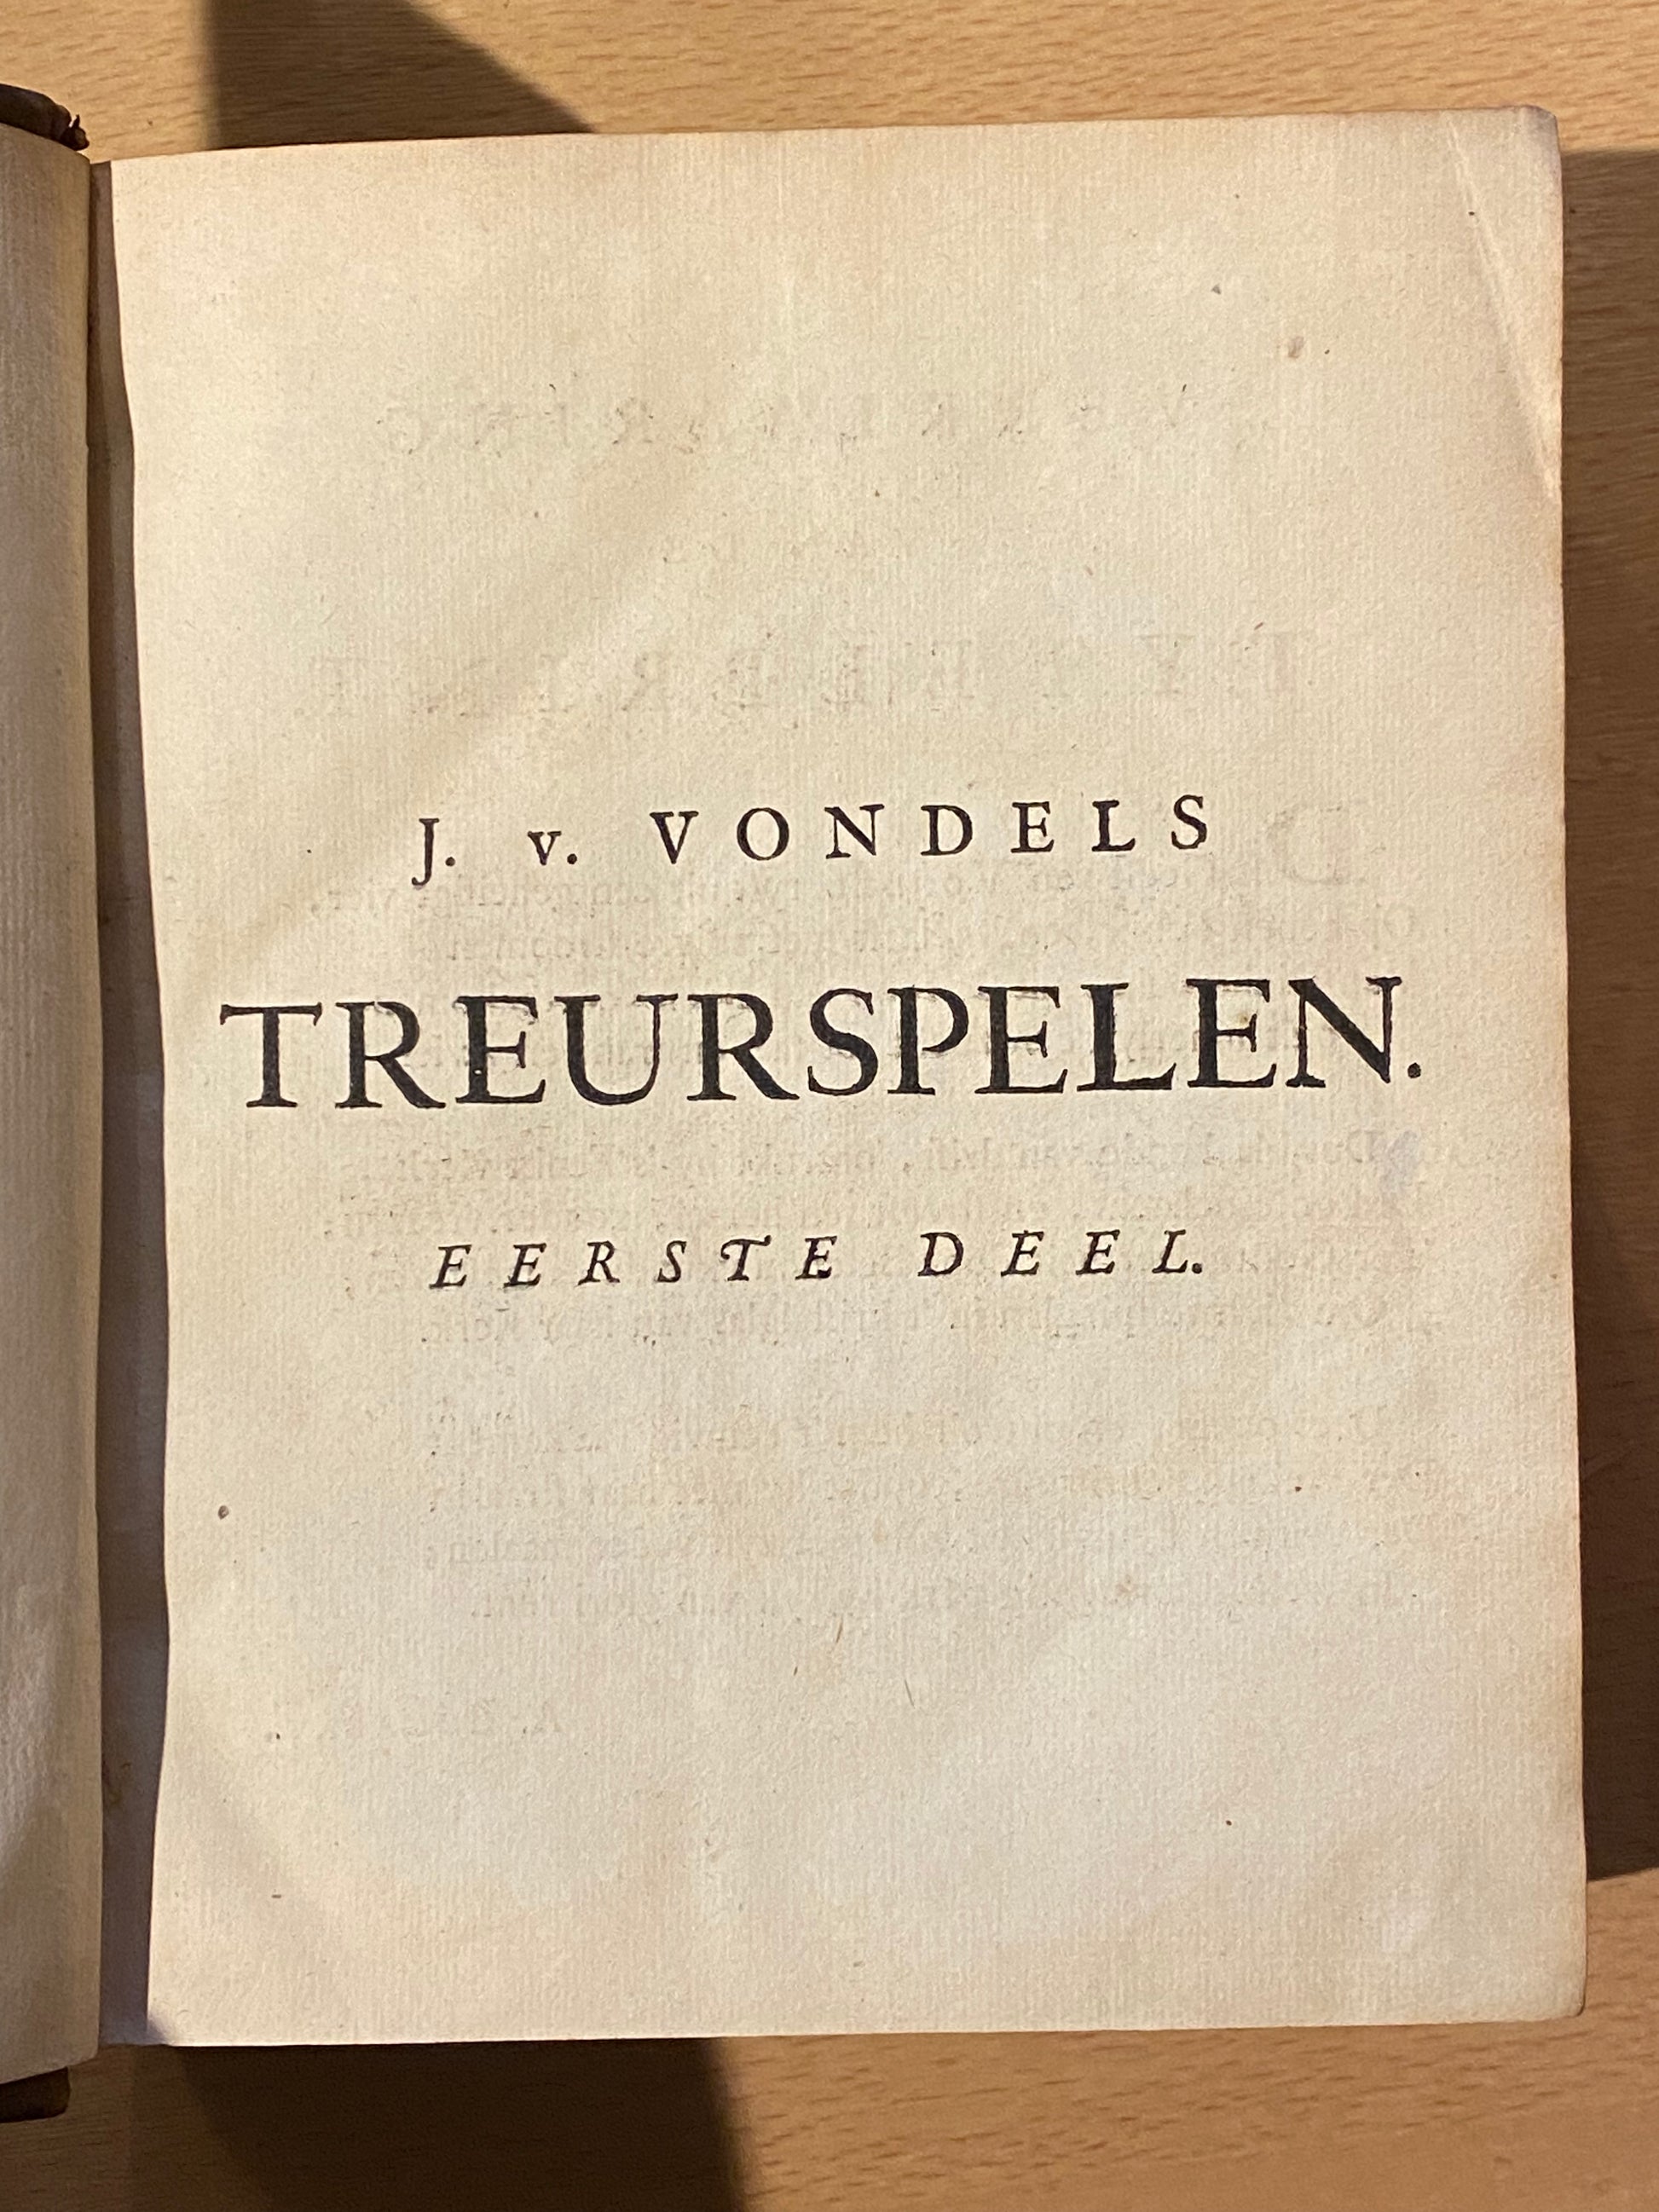 J. v. VONDELS
TREURSPELEN.
EERSTE DEEL.